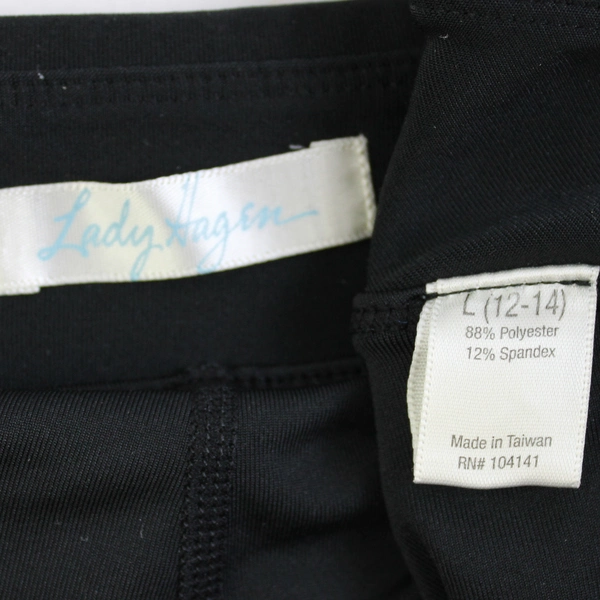 Lady Hagen
L (12-14)
88% Polyester
12% Spandex
Made in Taiwan
RN# 104141